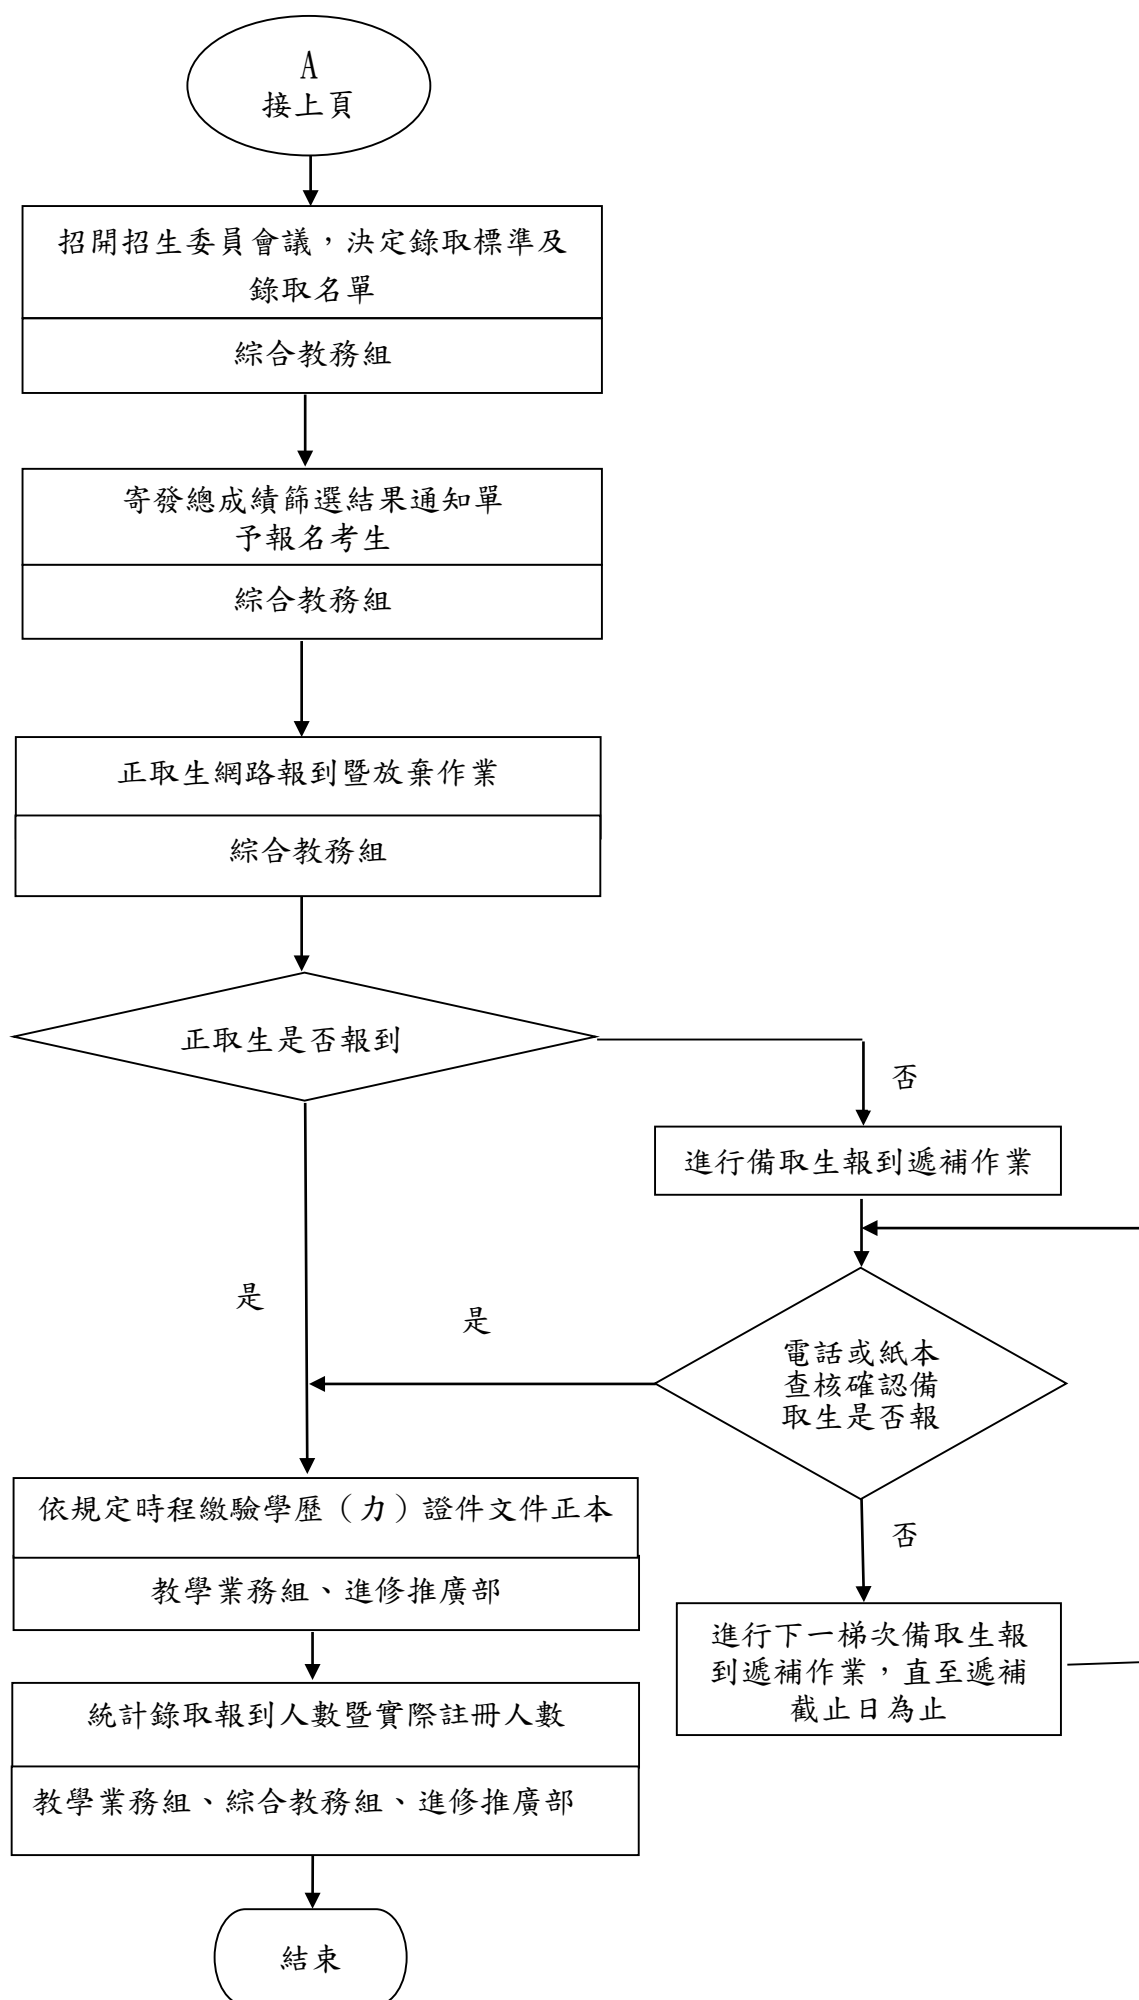 A
接上頁
招開招生委員會議，決定錄取標準及
錄取名單
綜合教務組
寄發總成績篩選結果通知單
予報名考生
綜合教務組
正取生網路報到暨放棄作業
綜合教務組
正取生是否報到
否
進行備取生報到遞補作業
是
是
電話或紙本
查核確認備
取生是否報
依規定時程繳驗學歷（力）證件文件正本
教學業務組、進修推廣部
否
進行下一梯次備取生報
到遞補作業，直至遞補
截止日為止
統計錄取報到人數暨實際註冊人數
教學業務組、綜合教務組、進修推廣部
結束